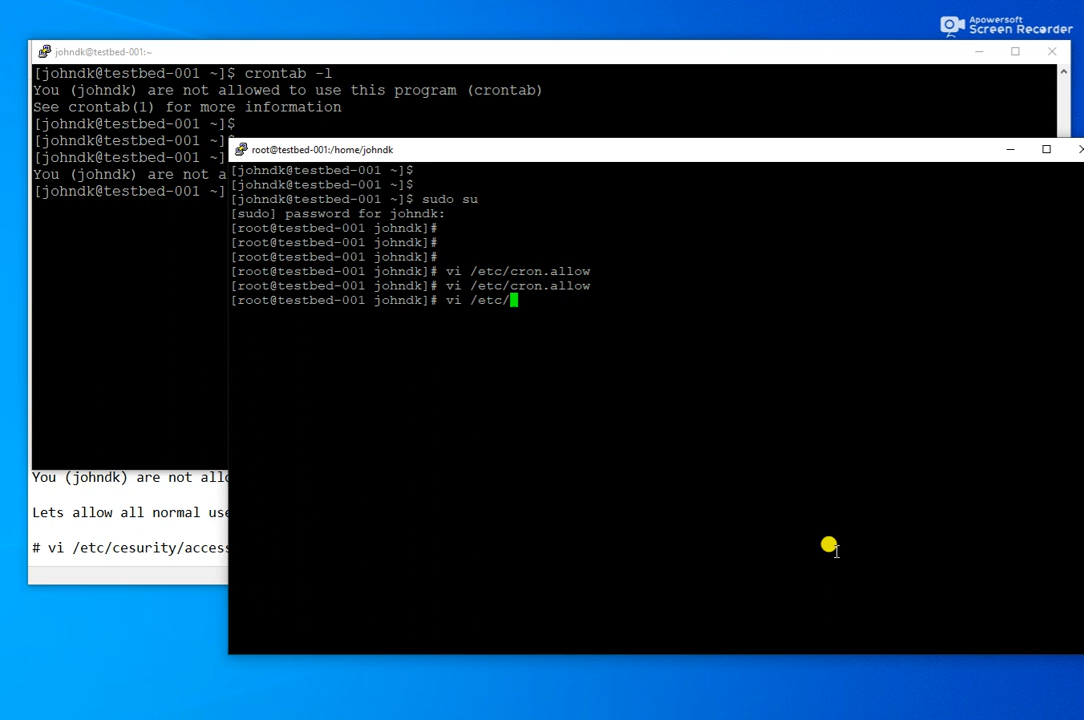 Apowersoft
Screen Recorder
johndk@testbed-001:~
[johndk@testbed-001 ~]$ crontab -l
You (johndk) are not allowed to use this program (crontab)
See crontab(1) for more information
[johndk@testbed-001 ~]$
[johndk@testbed-001 ~]$
[johndk@testbed-001 ~]
You (johndk) are not a
[johndk@testbed-001 ~]
root@testbed-001:/home/johndk
[johndk@testbed-001 ~]$
[johndk@testbed-001 ~]$
[johndk@testbed-001 ~]$ sudo su
[sudo] password for johndk:
[root@testbed-001 johndk]#
[root@testbed-001 johndk]#
[root@testbed-001 johndk]#
[root@testbed-001 johndk]# vi /etc/cron.allow
[root@testbed-001 johndk]# vi /etc/cron.allow
[root@testbed-001 johndk]# vi /etc/
You (johndk) are not allo
Lets allow all normal use
# vi /etc/cesurity/access